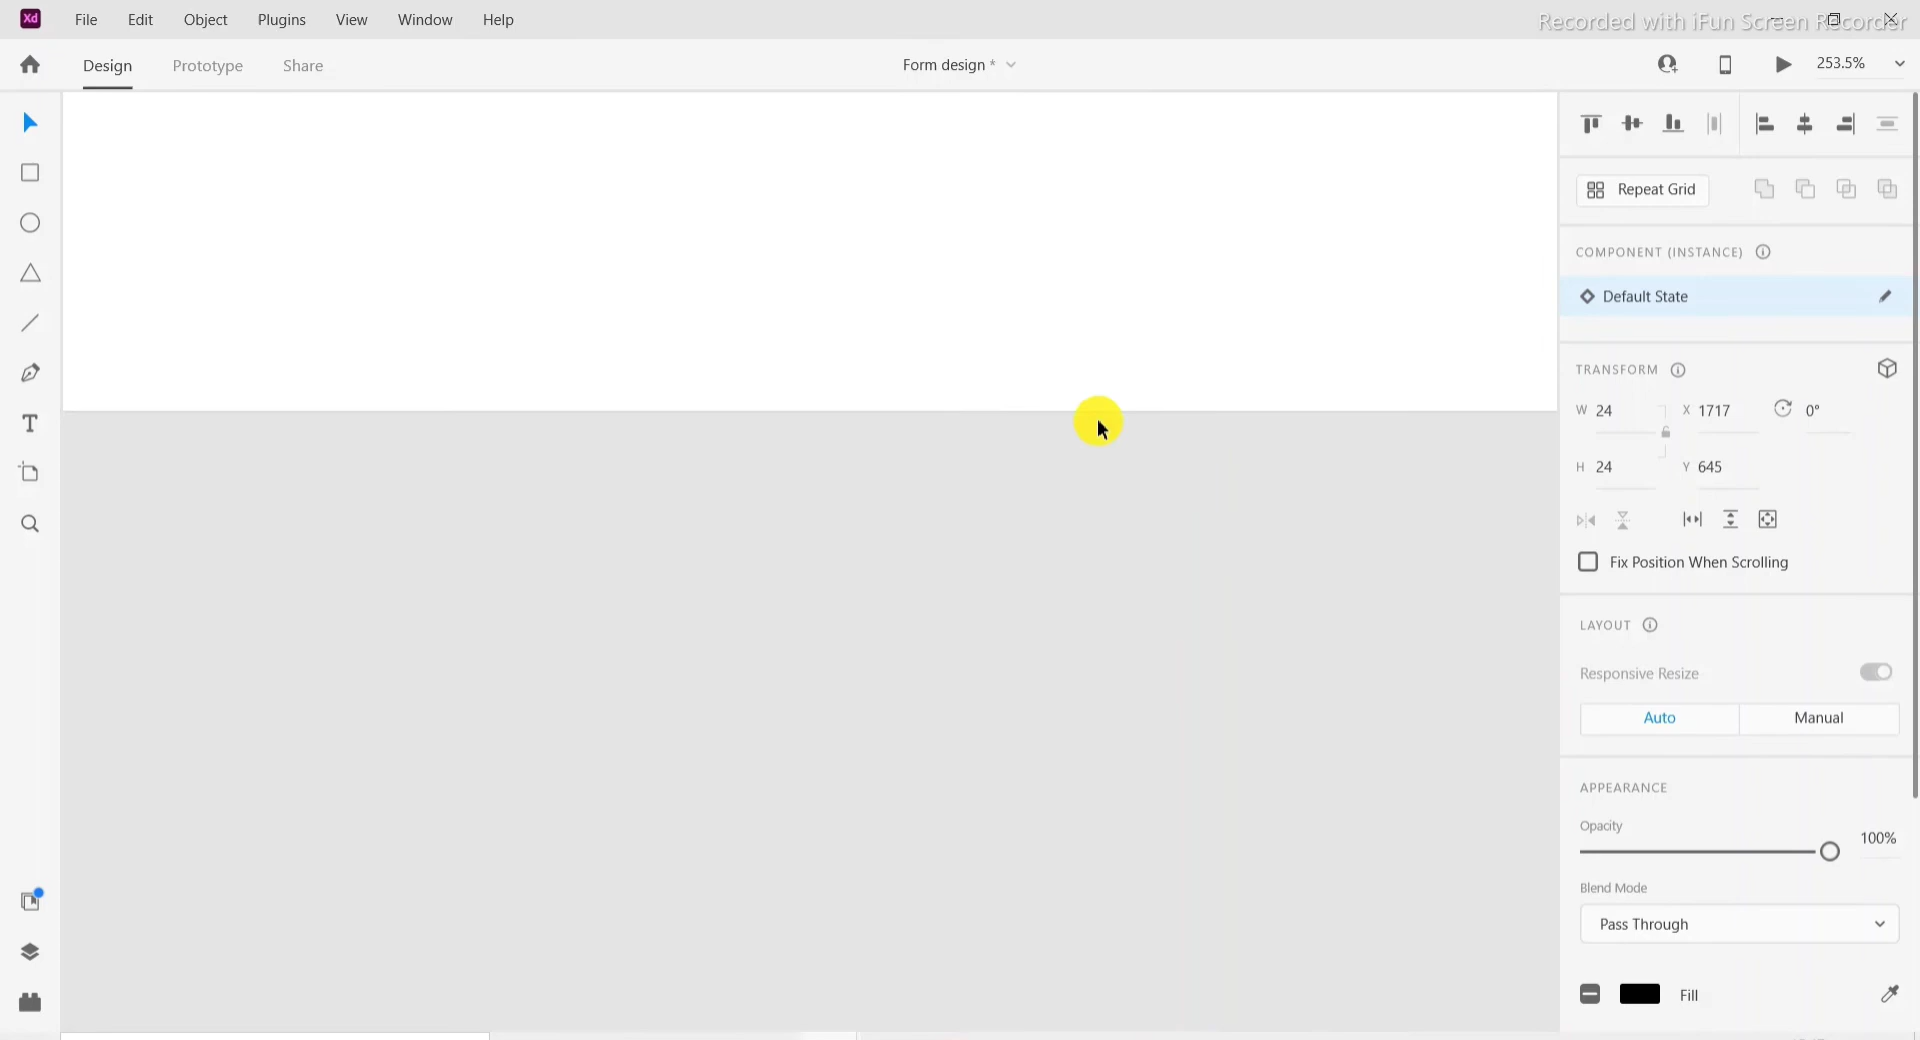 Xd File Edit Object Plugins View Window Help
Recorded with iFun Screen Recorder
Design Prototype Share Form design * 253.5%
Repeat Grid
COMPONENT (INSTANCE)
Default State
TRANSFORM
W 24 X 1717 0°
H 24 Y 645
Fix Position When Scrolling
LAYOUT
Responsive Resize
Auto Manual
APPEARANCE
Opacity
100%
Blend Mode
Pass Through
Fill
T